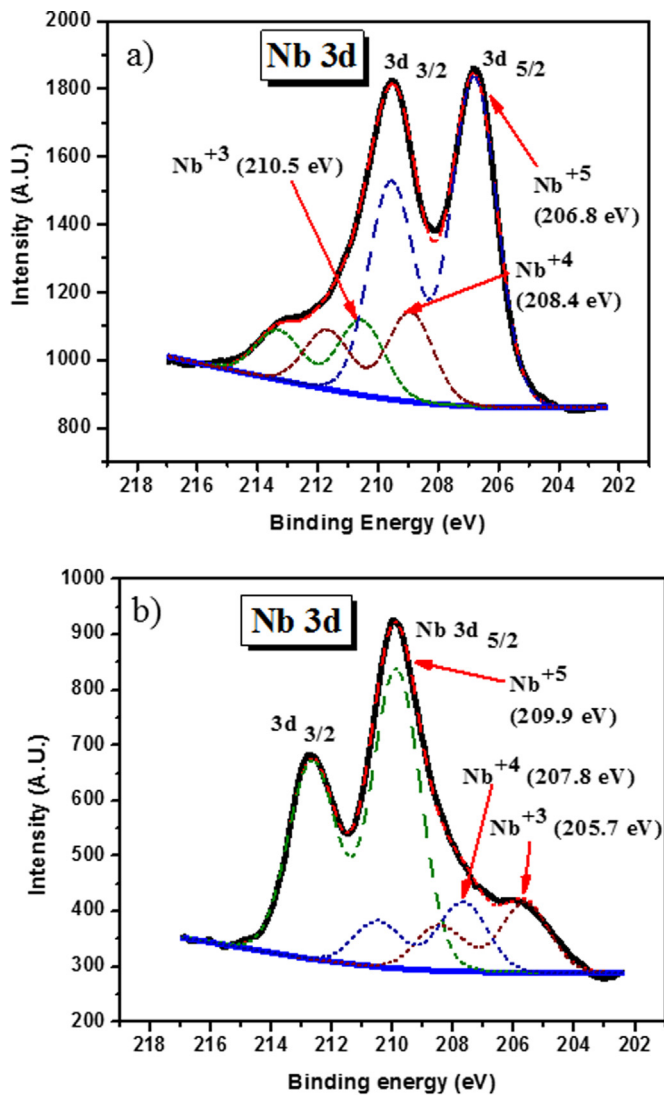 a)
Nb 3d
3d 3/2
3d 5/2
Nb+3 (210.5 eV)
Nb+5
(206.8 eV)
Nb+4
(208.4 eV)
2000
1800
1600
1400
1200
1000
800
Intensity (A.U.)
218 216 214 212 210 208 206 204 202
Binding Energy (eV)
b)
Nb 3d
Nb 3d 5/2
Nb+5
(209.9 eV)
3d 3/2
Nb+4 (207.8 eV)
Nb+3 (205.7 eV)
1000
900
800
700
600
500
400
300
200
Intensity (A.U.)
218 216 214 212 210 208 206 204 202
Binding energy (eV)